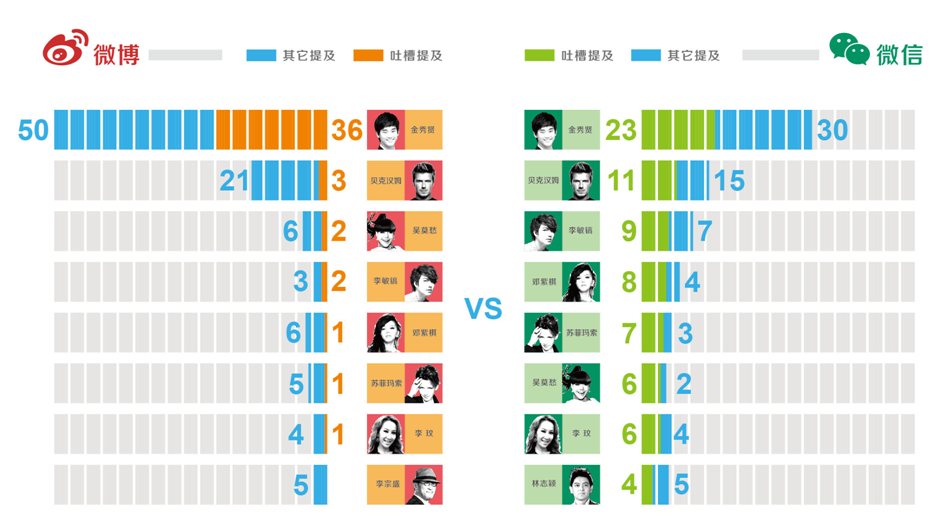 微博 其它提及 吐槽提及 吐槽提及 其它提及 微信
50 36 金秀贤 金秀贤 23 30
21 3 贝克汉姆 贝克汉姆 11 15
6 2 吴莫愁 李敏镐 9 7
3 2 李敏镐 邓紫棋 8 4
VS
6 1 邓紫棋 苏菲玛索 7 3
5 1 苏菲玛索 吴莫愁 6 2
4 1 李玟 李玟 6 4
5 李宗盛 林志颖 4 5